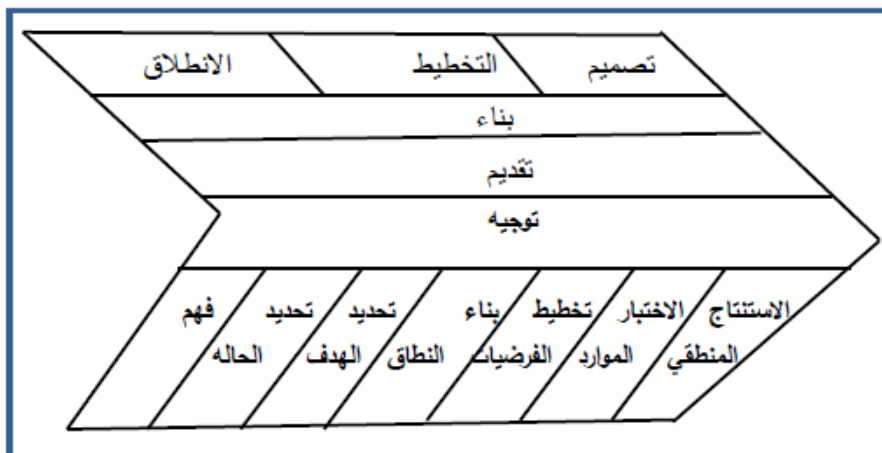 تصميم التخطيط الانطلاق
بناء
تقديم
توجيه
الاستنتاج الاختبار تخطيط بناء تحديد تحديد فهم
المنطقي الموارد الفرضيات النطاق الهدف الحاله